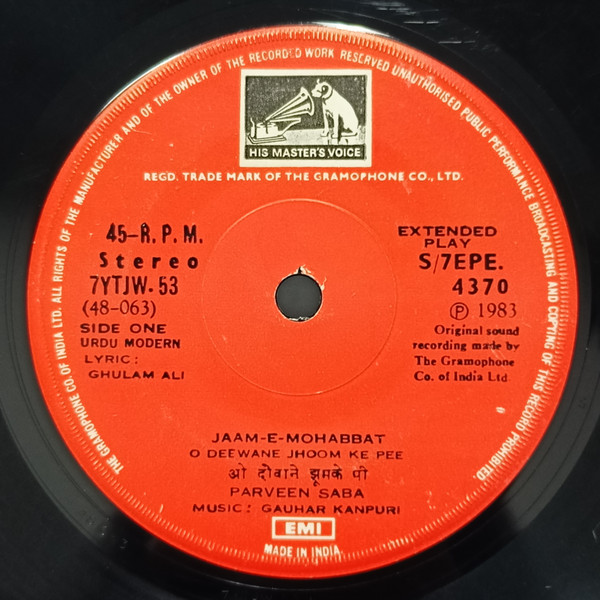 THE GRAMOPHONE CO. OF INDIA LTD. ALL RIGHTS OF THE MANUFACTURER AND OF THE OWNER OF THE RECORDED WORK RESERVED UNAUTHORISED PUBLIC PERFORMANCE BROADCASTING AND COPYING OF THIS RECORD PROHIBITED.
HIS MASTER'S VOICE
REGD. TRADE MARK OF THE GRAMOPHONE CO., LTD.
45-R.P.M.
Stereo
7YTJW-53
(48-063)
SIDE ONE
URDU MODERN
LYRIC:
GHULAM ALI
EXTENDED
PLAY
S/7EPE.
4370
℗ 1983
Original sound
recording made by
The Gramophone
Co. of India Ltd.
JAAM-E-MOHABBAT
O DEEWANE JHOOM KE PEE
ओ दीवाने झूमके पी
PARVEEN SABA
MUSIC: GAUHAR KANPURI
EMI
MADE IN INDIA